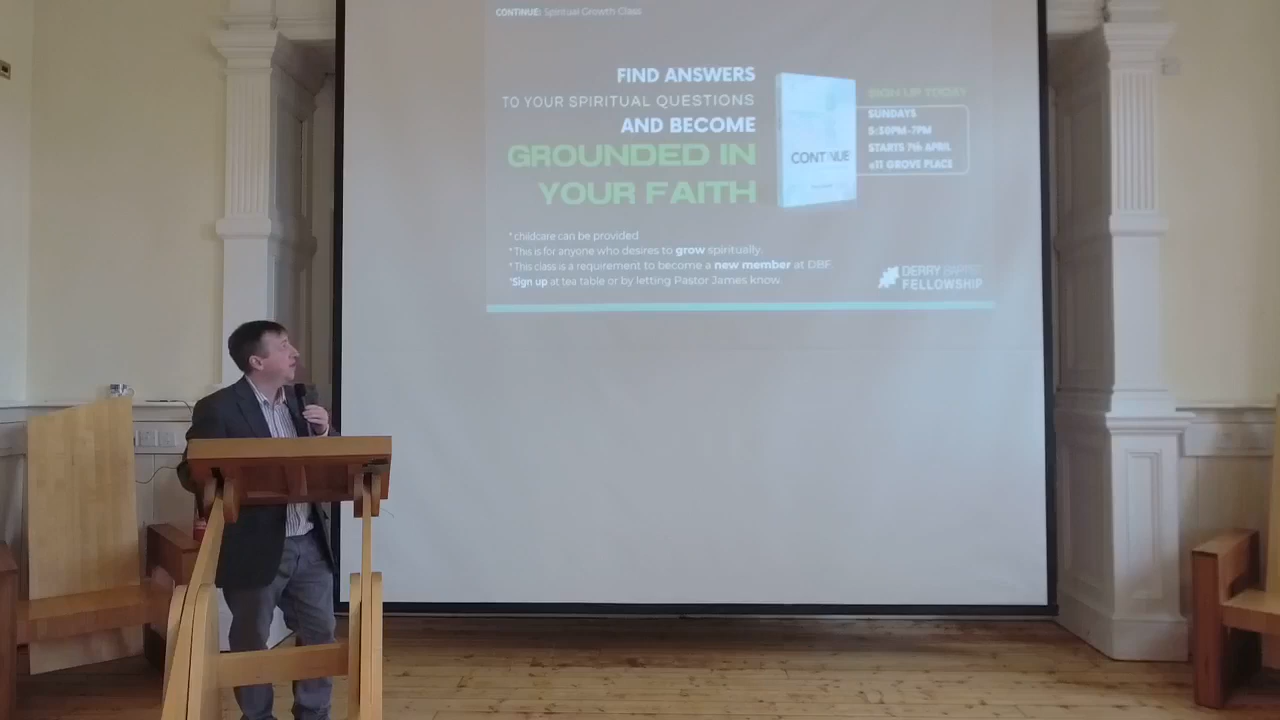 CONTINUE: Spiritual Growth Class
FIND ANSWERS
TO YOUR SPIRITUAL QUESTIONS
AND BECOME
GROUNDED IN
YOUR FAITH
CONTINUE
SIGN UP TODAY
SUNDAYS
5:30PM-7PM
STARTS 7th APRIL
@11 GROVE PLACE
*childcare can be provided
*This is for anyone who desires to grow spiritually.
*This class is a requirement to become a new member at DBF.
*Sign up at tea table or by letting Pastor James know.
DERRY BAPTIST
FELLOWSHIP